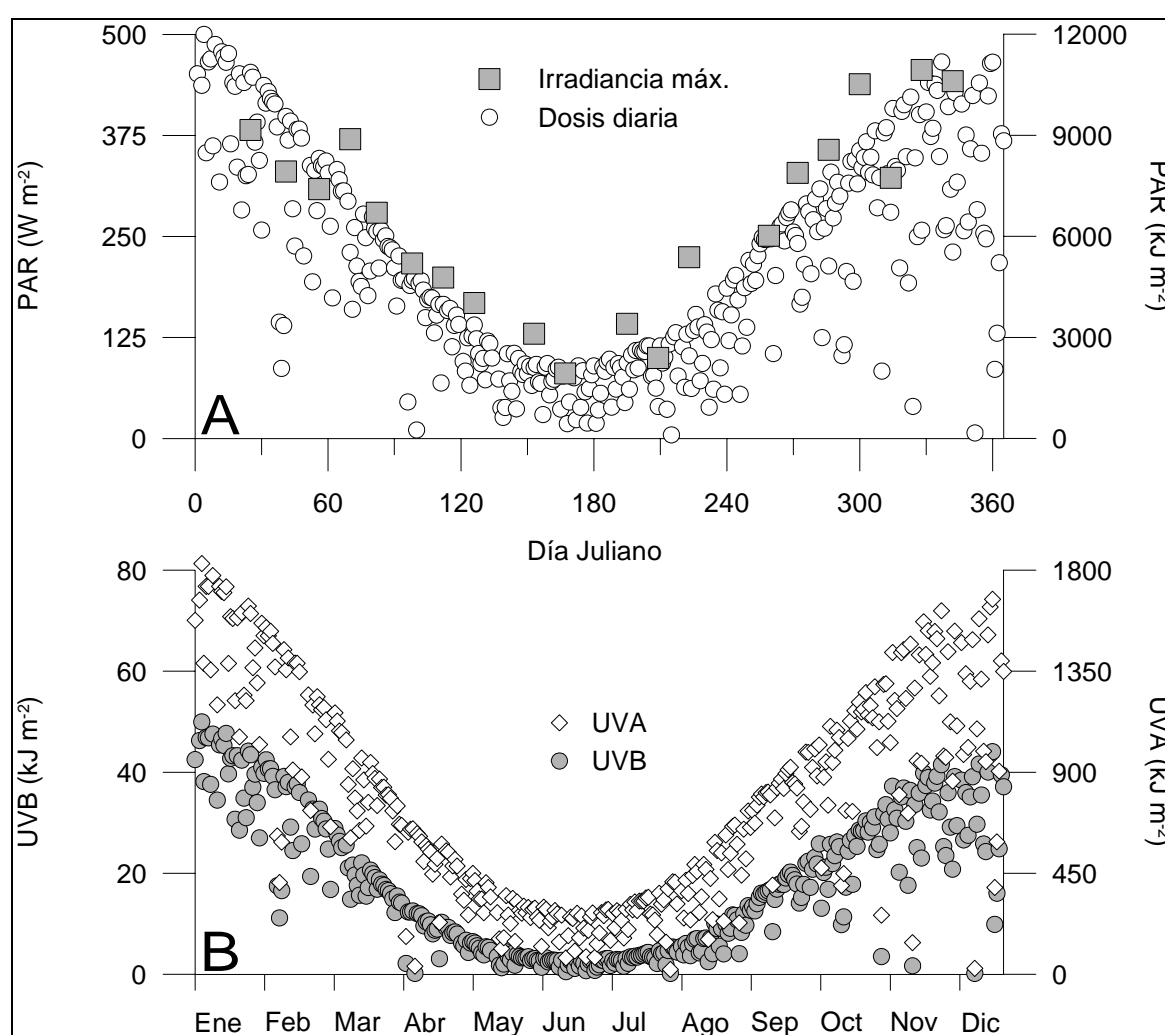 500
375
250
125
0
PAR (W m-2)
12000
9000
6000
3000
0
PAR (kJ m-2)
Irradiancia máx.
Dosis diaria
A
0 60 120 180 240 300 360
Día Juliano
80
60
40
20
0
UVB (kJ m-2)
1800
1350
900
450
0
UVA (kJ m-2)
UVA
UVB
B
Ene Feb Mar Abr May Jun Jul Ago Sep Oct Nov Dic